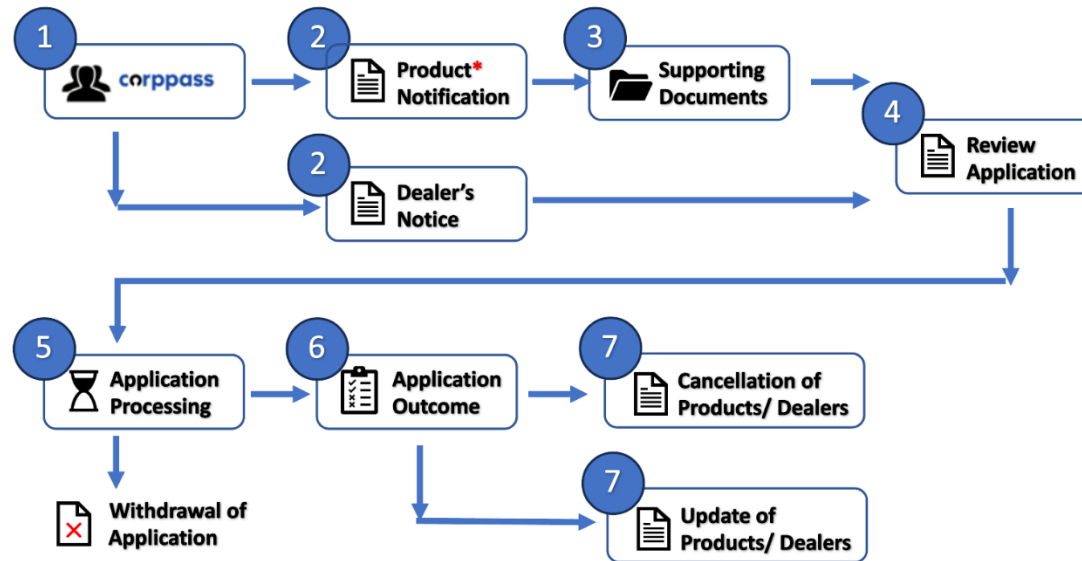 1
corppass
2
Product*
Notification
3
Supporting
Documents
4
Review
Application
2
Dealer's
Notice
5
Application
Processing
6
Application
Outcome
7
Cancellation of
Products/ Dealers
Withdrawal of
Application
7
Update of
Products/ Dealers